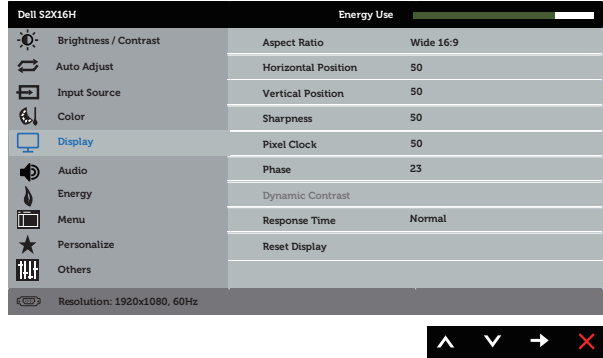 Dell S2X16H Energy Use
Brightness / Contrast
Auto Adjust
Input Source
Color
Display
Audio
Energy
Menu
Personalize
Others
Aspect Ratio Wide 16:9
Horizontal Position 50
Vertical Position 50
Sharpness 50
Pixel Clock 50
Phase 23
Dynamic Contrast
Response Time Normal
Reset Display
Resolution: 1920x1080, 60Hz